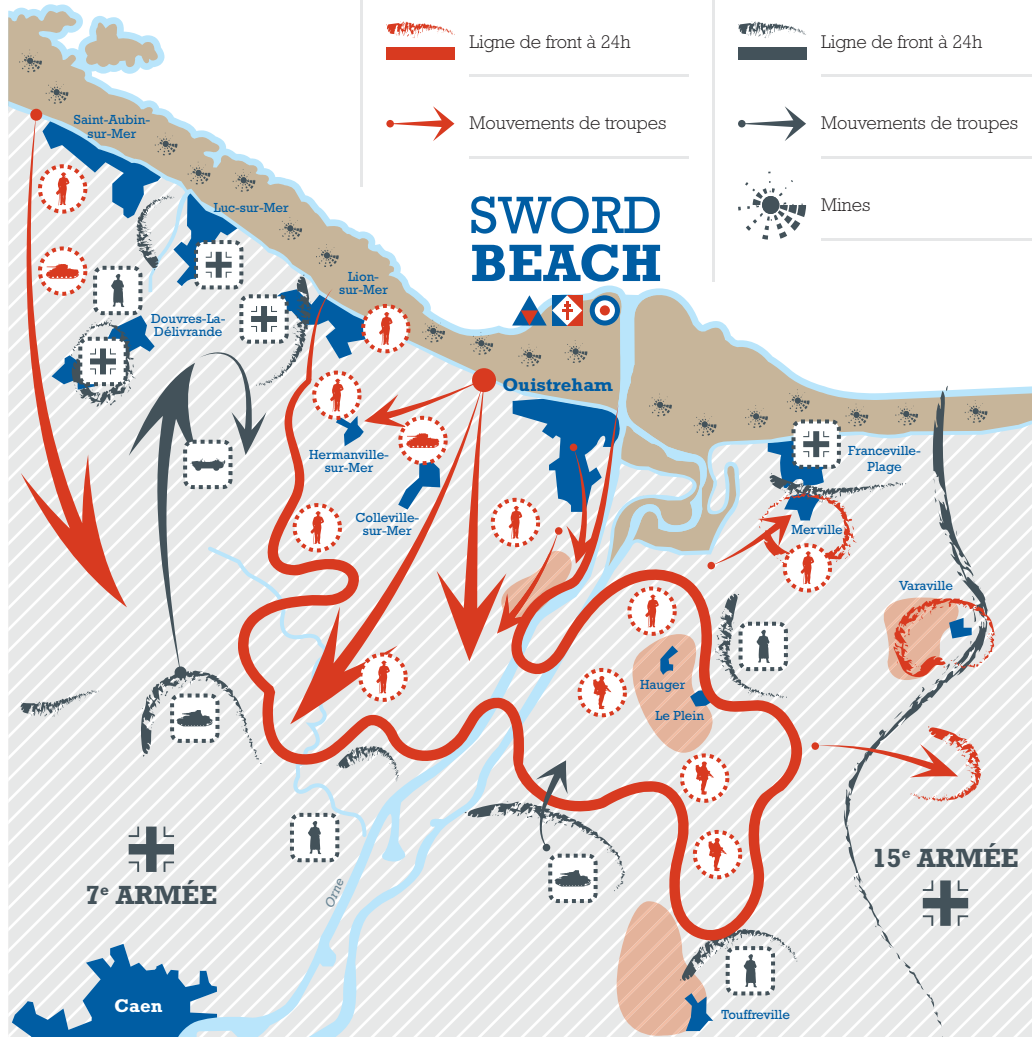 Ligne de front à 24h
Ligne de front à 24h
Mouvements de troupes
Mouvements de troupes
Mines
SWORD
BEACH
Saint-Aubin-
sur-Mer
Luc-sur-Mer
Lion-
sur-Mer
Douvres-La-
Délivrande
Ouistreham
Hermanville-
sur-Mer
Colleville-
sur-Mer
Franceville-
Plage
Merville
Varaville
Hauger
Le Plein
7e ARMÉE
15e ARMÉE
Orne
Caen
Touffreville